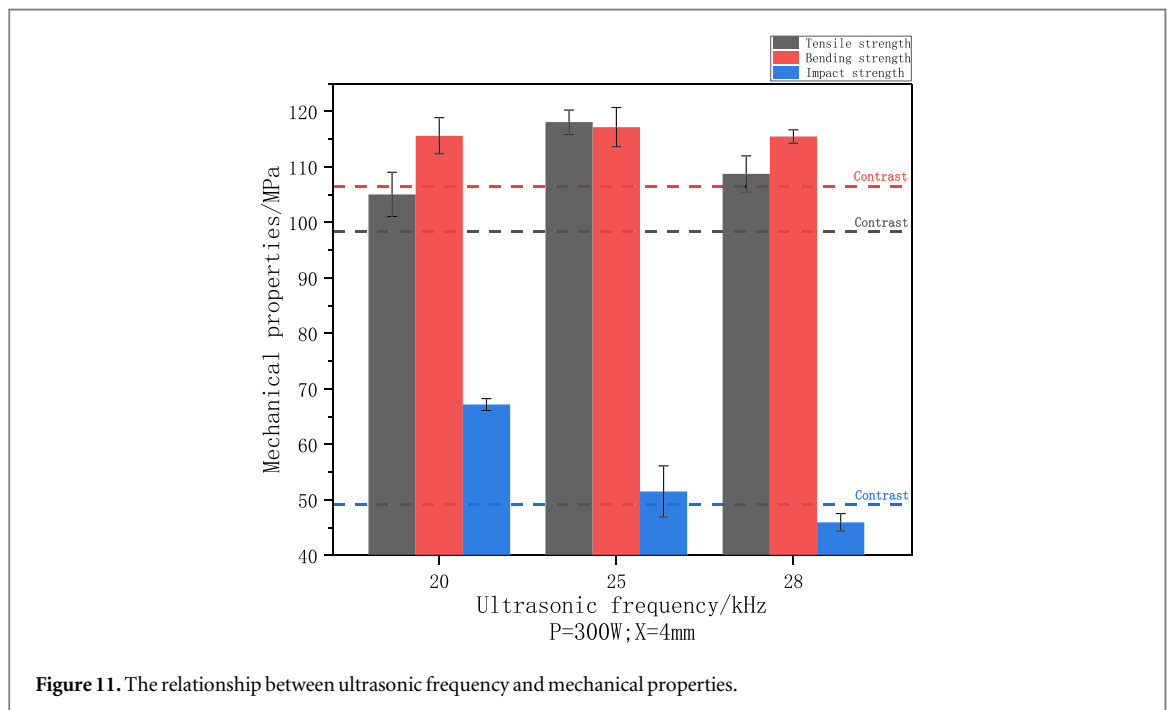 Tensile strength
Bending strength
Impact strength
Mechanical properties/MPa
120
110
100
90
80
70
60
50
40
Contrast
Contrast
Contrast
20 25 28
Ultrasonic frequency/kHz
P=300W;X=4mm
Figure 11. The relationship between ultrasonic frequency and mechanical properties.